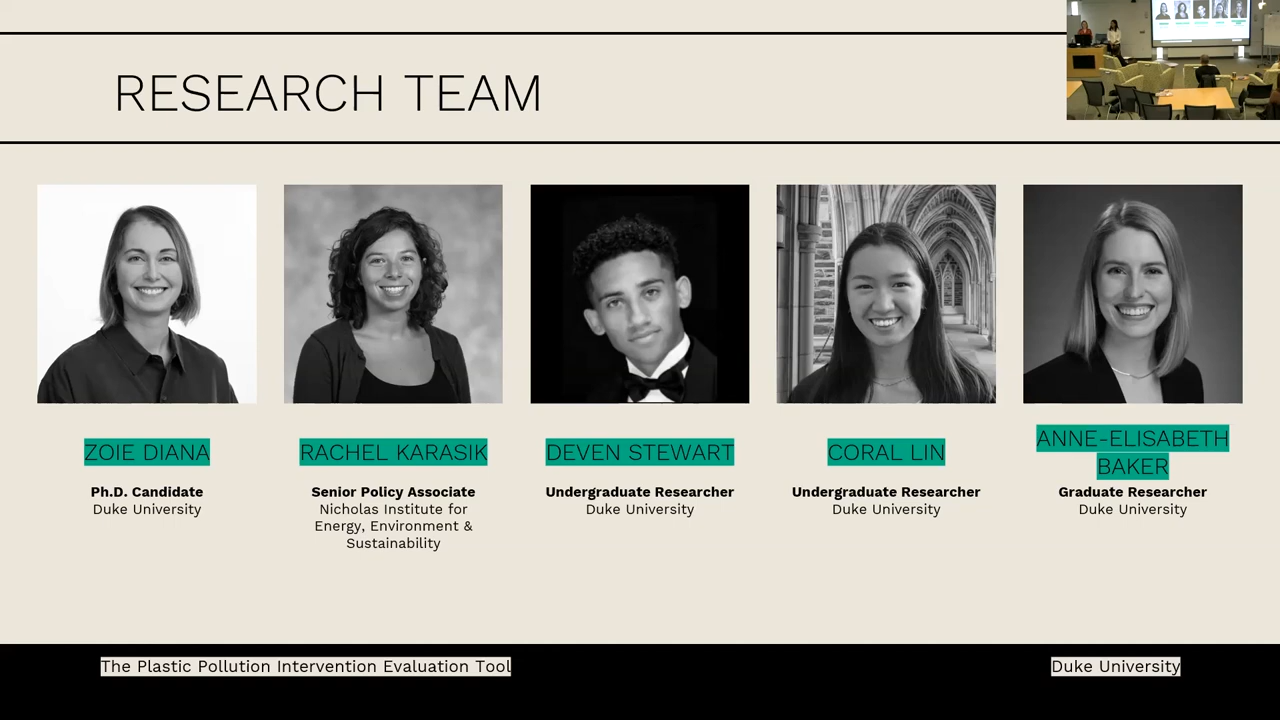 RESEARCH TEAM
ZOIE DIANA
Ph.D. Candidate
Duke University
RACHEL KARASIK
Senior Policy Associate
Nicholas Institute for
Energy, Environment &
Sustainability
DEVEN STEWART
Undergraduate Researcher
Duke University
CORAL LIN
Undergraduate Researcher
Duke University
ANNE-ELISABETH
BAKER
Graduate Researcher
Duke University
The Plastic Pollution Intervention Evaluation Tool
Duke University